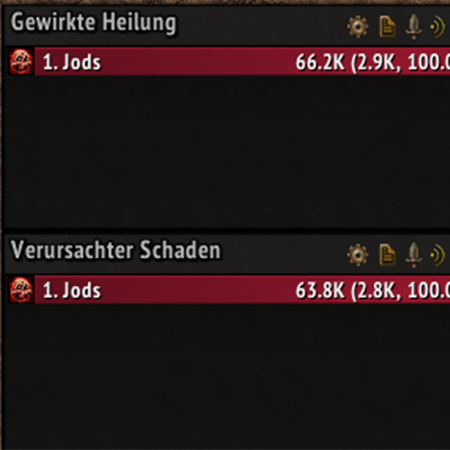 Gewirkte Heilung
1. Jods 66.2K (2.9K, 100.0
Verursachter Schaden
1. Jods 63.8K (2.8K, 100.0